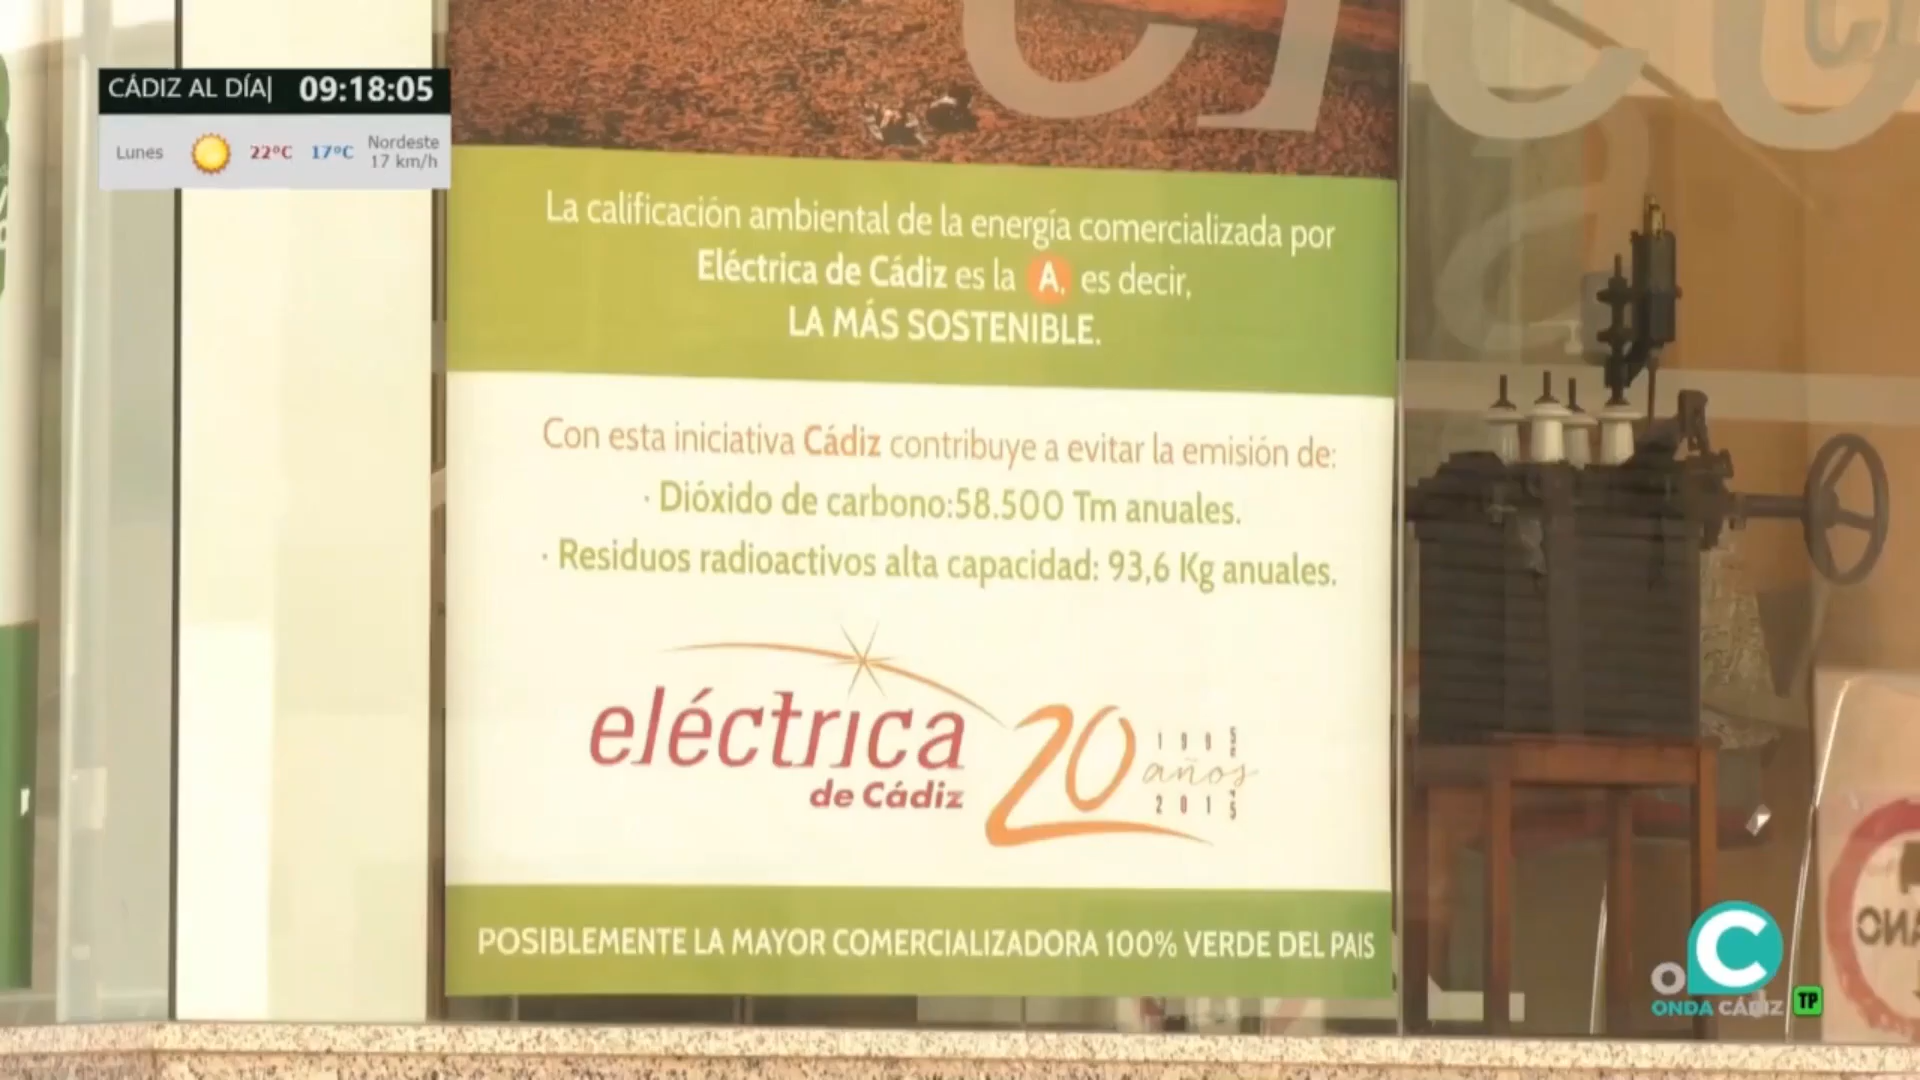 CÁDIZ AL DÍA| 09:18:05
Lunes 22ºC 17ºC Nordeste 17 km/h
La calificación ambiental de la energía comercializada por
Eléctrica de Cádiz es la A, es decir,
LA MÁS SOSTENIBLE.
Con esta iniciativa Cádiz contribuye a evitar la emisión de:
· Dióxido de carbono:58.500 Tm anuales.
· Residuos radioactivos alta capacidad: 93,6 Kg anuales.
eléctrica
de Cádiz
20 años
1995
2015
POSIBLEMENTE LA MAYOR COMERCIALIZADORA 100% VERDE DEL PAIS
ONDA CÁDIZ TP